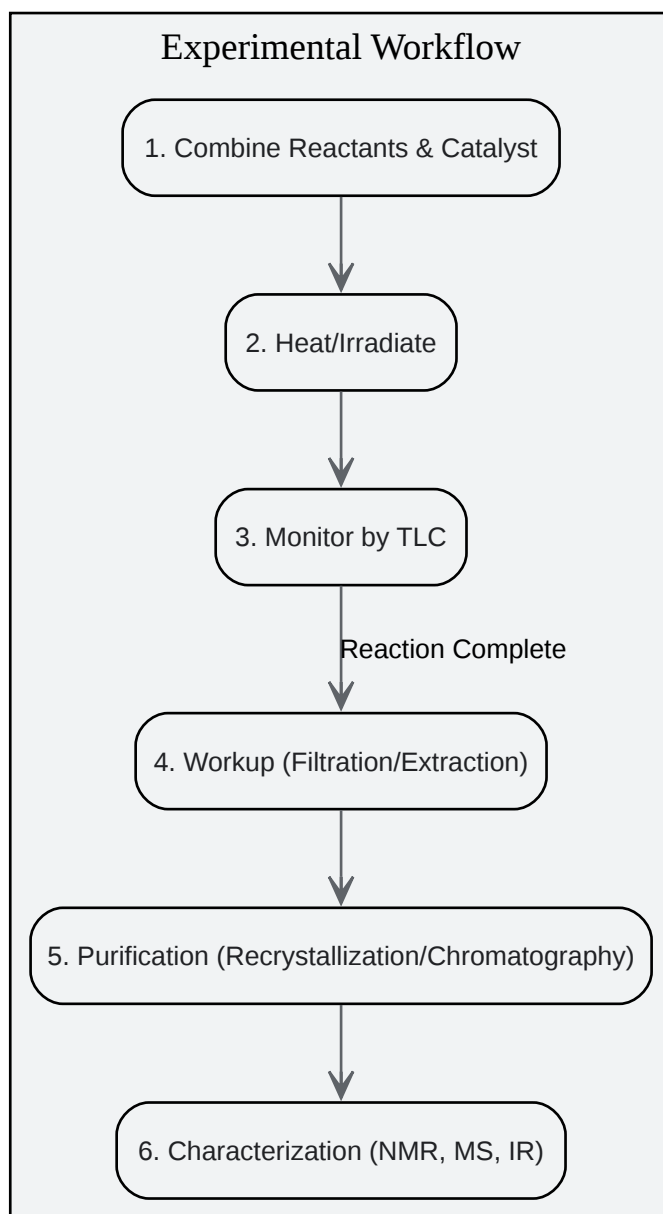 Experimental Workflow
1. Combine Reactants & Catalyst
2. Heat/Irradiate
3. Monitor by TLC
Reaction Complete
4. Workup (Filtration/Extraction)
5. Purification (Recrystallization/Chromatography)
6. Characterization (NMR, MS, IR)